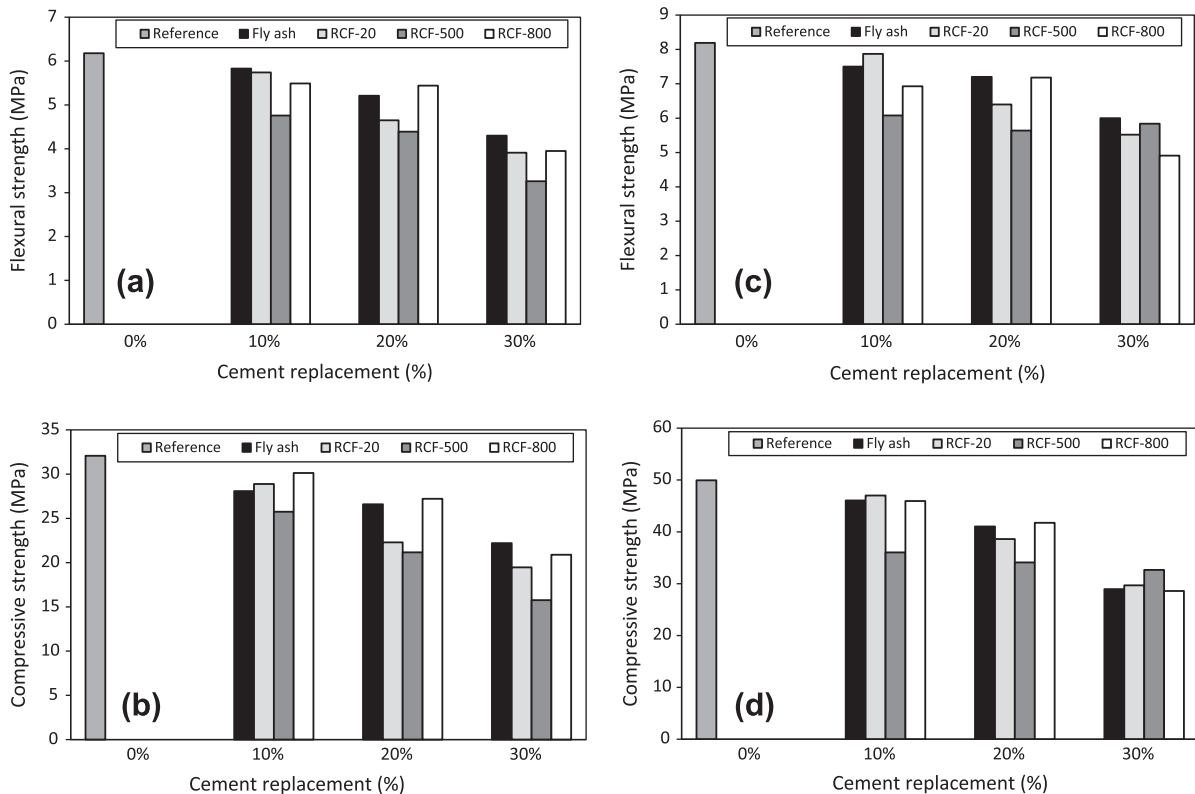 7
6
5
4
3
2
1
0
Flexural strength (MPa)
Reference Fly ash RCF-20 RCF-500 RCF-800
(a)
0% 10% 20% 30%
Cement replacement (%)
9
8
7
6
5
4
3
2
1
0
Flexural strength (MPa)
Reference Fly ash RCF-20 RCF-500 RCF-800
(c)
0% 10% 20% 30%
Cement replacement (%)
35
30
25
20
15
10
5
0
Compressive strength (MPa)
Reference Fly ash RCF-20 RCF-500 RCF-800
(b)
0% 10% 20% 30%
Cement replacement (%)
60
50
40
30
20
10
0
Compressive strength (MPa)
Reference Fly ash RCF-20 RCF-500 RCF-800
(d)
0% 10% 20% 30%
Cement replacement (%)